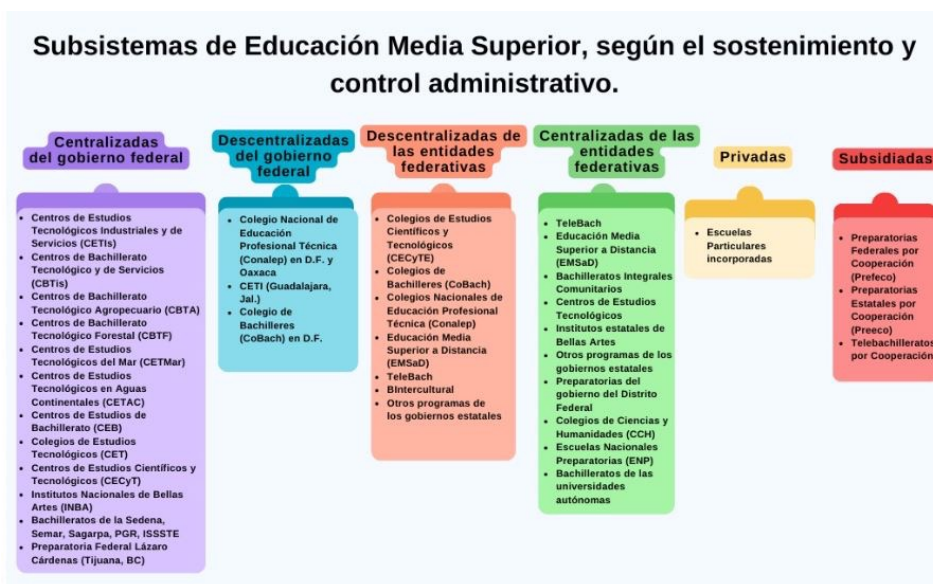 Subsistemas de Educación Media Superior, según el sostenimiento y
control administrativo.
Centralizadas
del gobierno federal
• Centros de Estudios
Tecnológicos Industriales y de
Servicios (CETIs)
• Centros de Bachillerato
Tecnológico y de Servicios
(CBTis)
• Centros de Bachillerato
Tecnológico Agropecuario (CBTA)
• Centros de Bachillerato
Tecnológico Forestal (CBTF)
• Centros de Estudios
Tecnológicos del Mar (CETMar)
• Centros de Estudios
Tecnológicos en Aguas
Continentales (CETAC)
• Centros de Estudios de
Bachillerato (CEB)
• Colegios de Estudios
Tecnológicos (CET)
• Centros de Estudios Científicos y
Tecnológicos (CECyT)
• Institutos Nacionales de Bellas
Artes (INBA)
• Bachilleratos de la Sedena,
Semar, Sagarpa, PGR, ISSSTE
• Preparatoria Federal Lázaro
Cárdenas (Tijuana, BC)
Descentralizadas
del gobierno
federal
• Colegio Nacional de
Educación
Profesional Técnica
(Conalep) en D.F. y
Oaxaca
• CETI (Guadalajara,
Jal.)
• Colegio de
Bachilleres
(CoBach) en D.F.
Descentralizadas de
las entidades
federativas
• Colegios de Estudios
Científicos y
Tecnológicos
(CECyTE)
• Colegios de
Bachilleres (CoBach)
• Colegios Nacionales de
Educación Profesional
Técnica (Conalep)
• Educación Media
Superior a Distancia
(EMSaD)
• TeleBach
• BIntercultural
• Otros programas de
los gobiernos estatales
Centralizadas de las
entidades
federativas
• TeleBach
• Educación Media
Superior a Distancia
(EMSaD)
• Bachilleratos Integrales
Comunitarios
• Centros de Estudios
Tecnológicos
• Institutos estatales de
Bellas Artes
• Otros programas de los
gobiernos estatales
• Preparatorias del
gobierno del Distrito
Federal
• Colegios de Ciencias y
Humanidades (CCH)
• Escuelas Nacionales
Preparatorias (ENP)
• Bachilleratos de las
universidades
autónomas
Privadas
• Escuelas
Particulares
incorporadas
Subsidiadas
• Preparatorias
Federales por
Cooperación
(Prefeco)
• Preparatorias
Estatales por
Cooperación
(Preeco)
• Telebachilleratos
por Cooperación